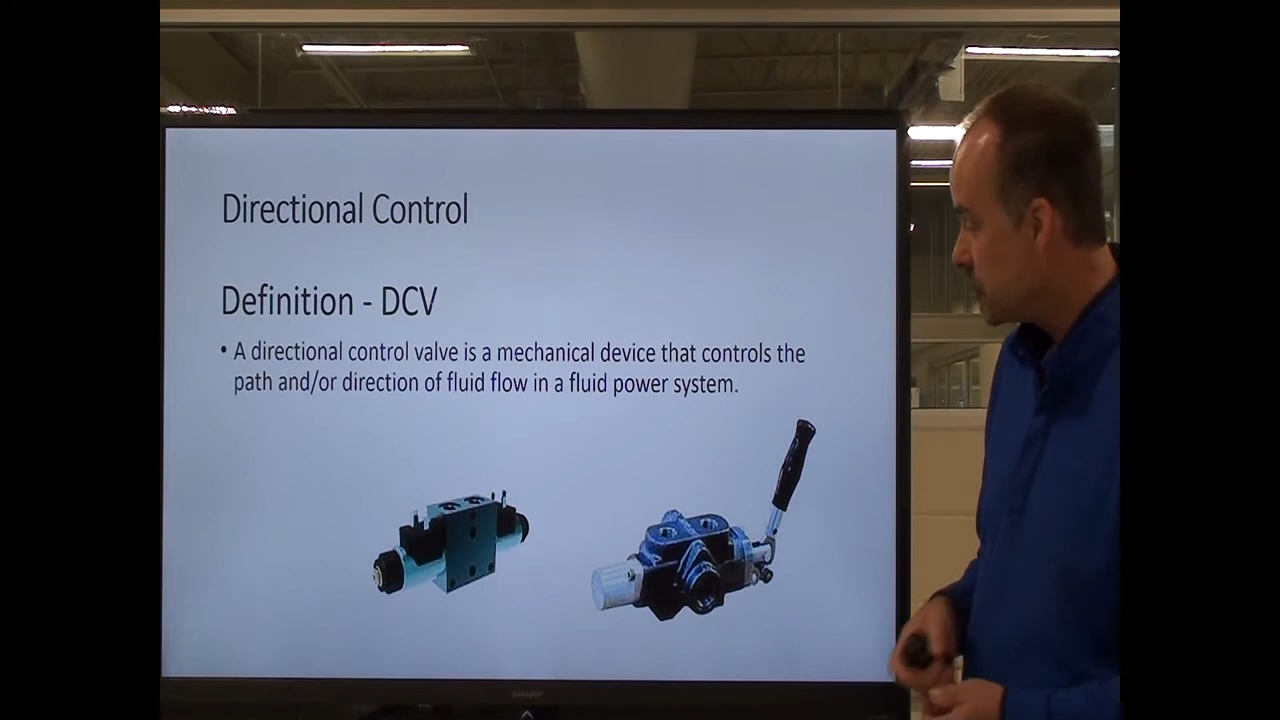 Directional Control
Definition - DCV
• A directional control valve is a mechanical device that controls the
path and/or direction of fluid flow in a fluid power system.
SHARP